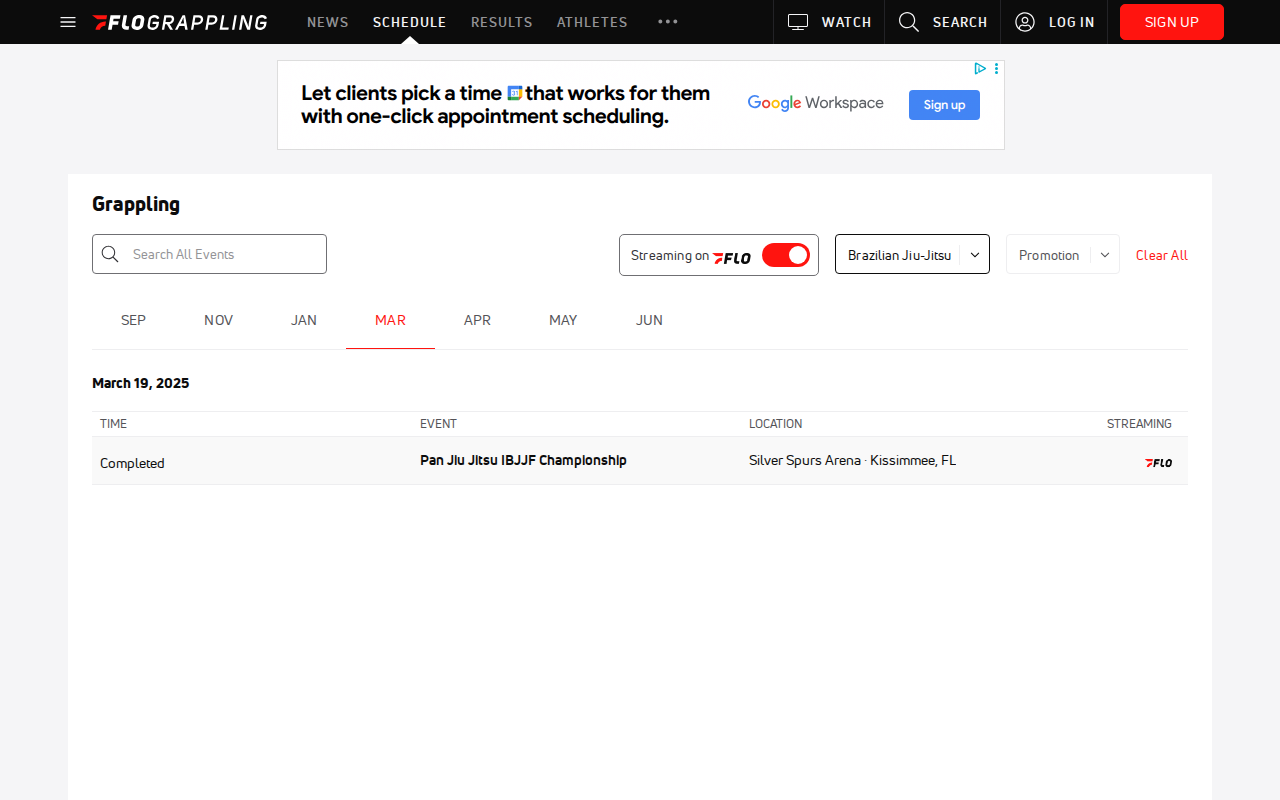 FLOGRAPPLING NEWS SCHEDULE RESULTS ATHLETES WATCH SEARCH LOG IN SIGN UP
Let clients pick a time 31 that works for them
with one-click appointment scheduling.
Google Workspace
Sign up
Grappling
Search All Events
Streaming on FLO
Brazilian Jiu-Jitsu
Promotion
Clear All
SEP NOV JAN MAR APR MAY JUN
March 19, 2025
TIME EVENT LOCATION STREAMING
Completed Pan Jiu Jitsu IBJJF Championship Silver Spurs Arena · Kissimmee, FL FLO